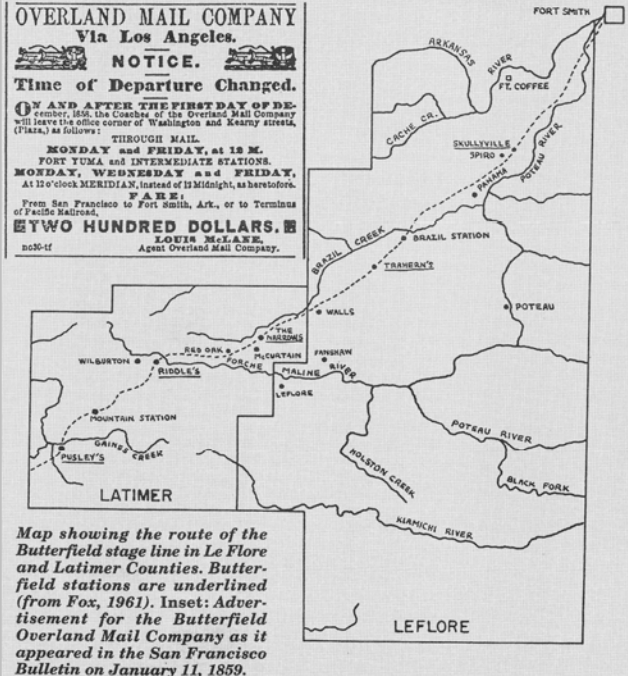 OVERLAND MAIL COMPANY
Via Los Angeles.
NOTICE.
Time of Departure Changed.
ON AND AFTER THE FIRST DAY OF DE-
cember, 1858, the Coaches of the Overland Mail Company
will leave the office corner of Washington and Kearny streets,
(Plaza,) as follows:
THROUGH MAIL.
MONDAY and FRIDAY, at 12 M.
FORT YUMA and INTERMEDIATE STATIONS.
MONDAY, WEDNESDAY and FRIDAY,
At 12 o'clock MERIDIAN, instead of 12 Midnight, as heretofore.
FARE:
From San Francisco to Fort Smith, Ark., or to Terminus
of Pacific Railroad,
TWO HUNDRED DOLLARS.
LOUIS McLANE,
no30-tf Agent Overland Mail Company.
FORT SMITH
ARKANSAS
RIVER
FT. COFFEE
CACHE CR.
SKULLYVILLE
SPIRO
POTEAU RIVER
PANAMA
BRAZIL CREEK
BRAZIL STATION
TRAHERN'S
WALLS
POTEAU
THE
NARROWS
RED OAK
McCURTAIN
FANSHAW
WILBURTON
RIDDLE'S
FORCHE MALINE RIVER
LEFLORE
MOUNTAIN STATION
GAINES
CREEK
PUSLEY'S
POTEAU RIVER
HOLSTON CREEK
BLACK FORK
LATIMER
KIAMICHI RIVER
LEFLORE
Map showing the route of the
Butterfield stage line in Le Flore
and Latimer Counties. Butter-
field stations are underlined
(from Fox, 1961). Inset: Adver-
tisement for the Butterfield
Overland Mail Company as it
appeared in the San Francisco
Bulletin on January 11, 1859.